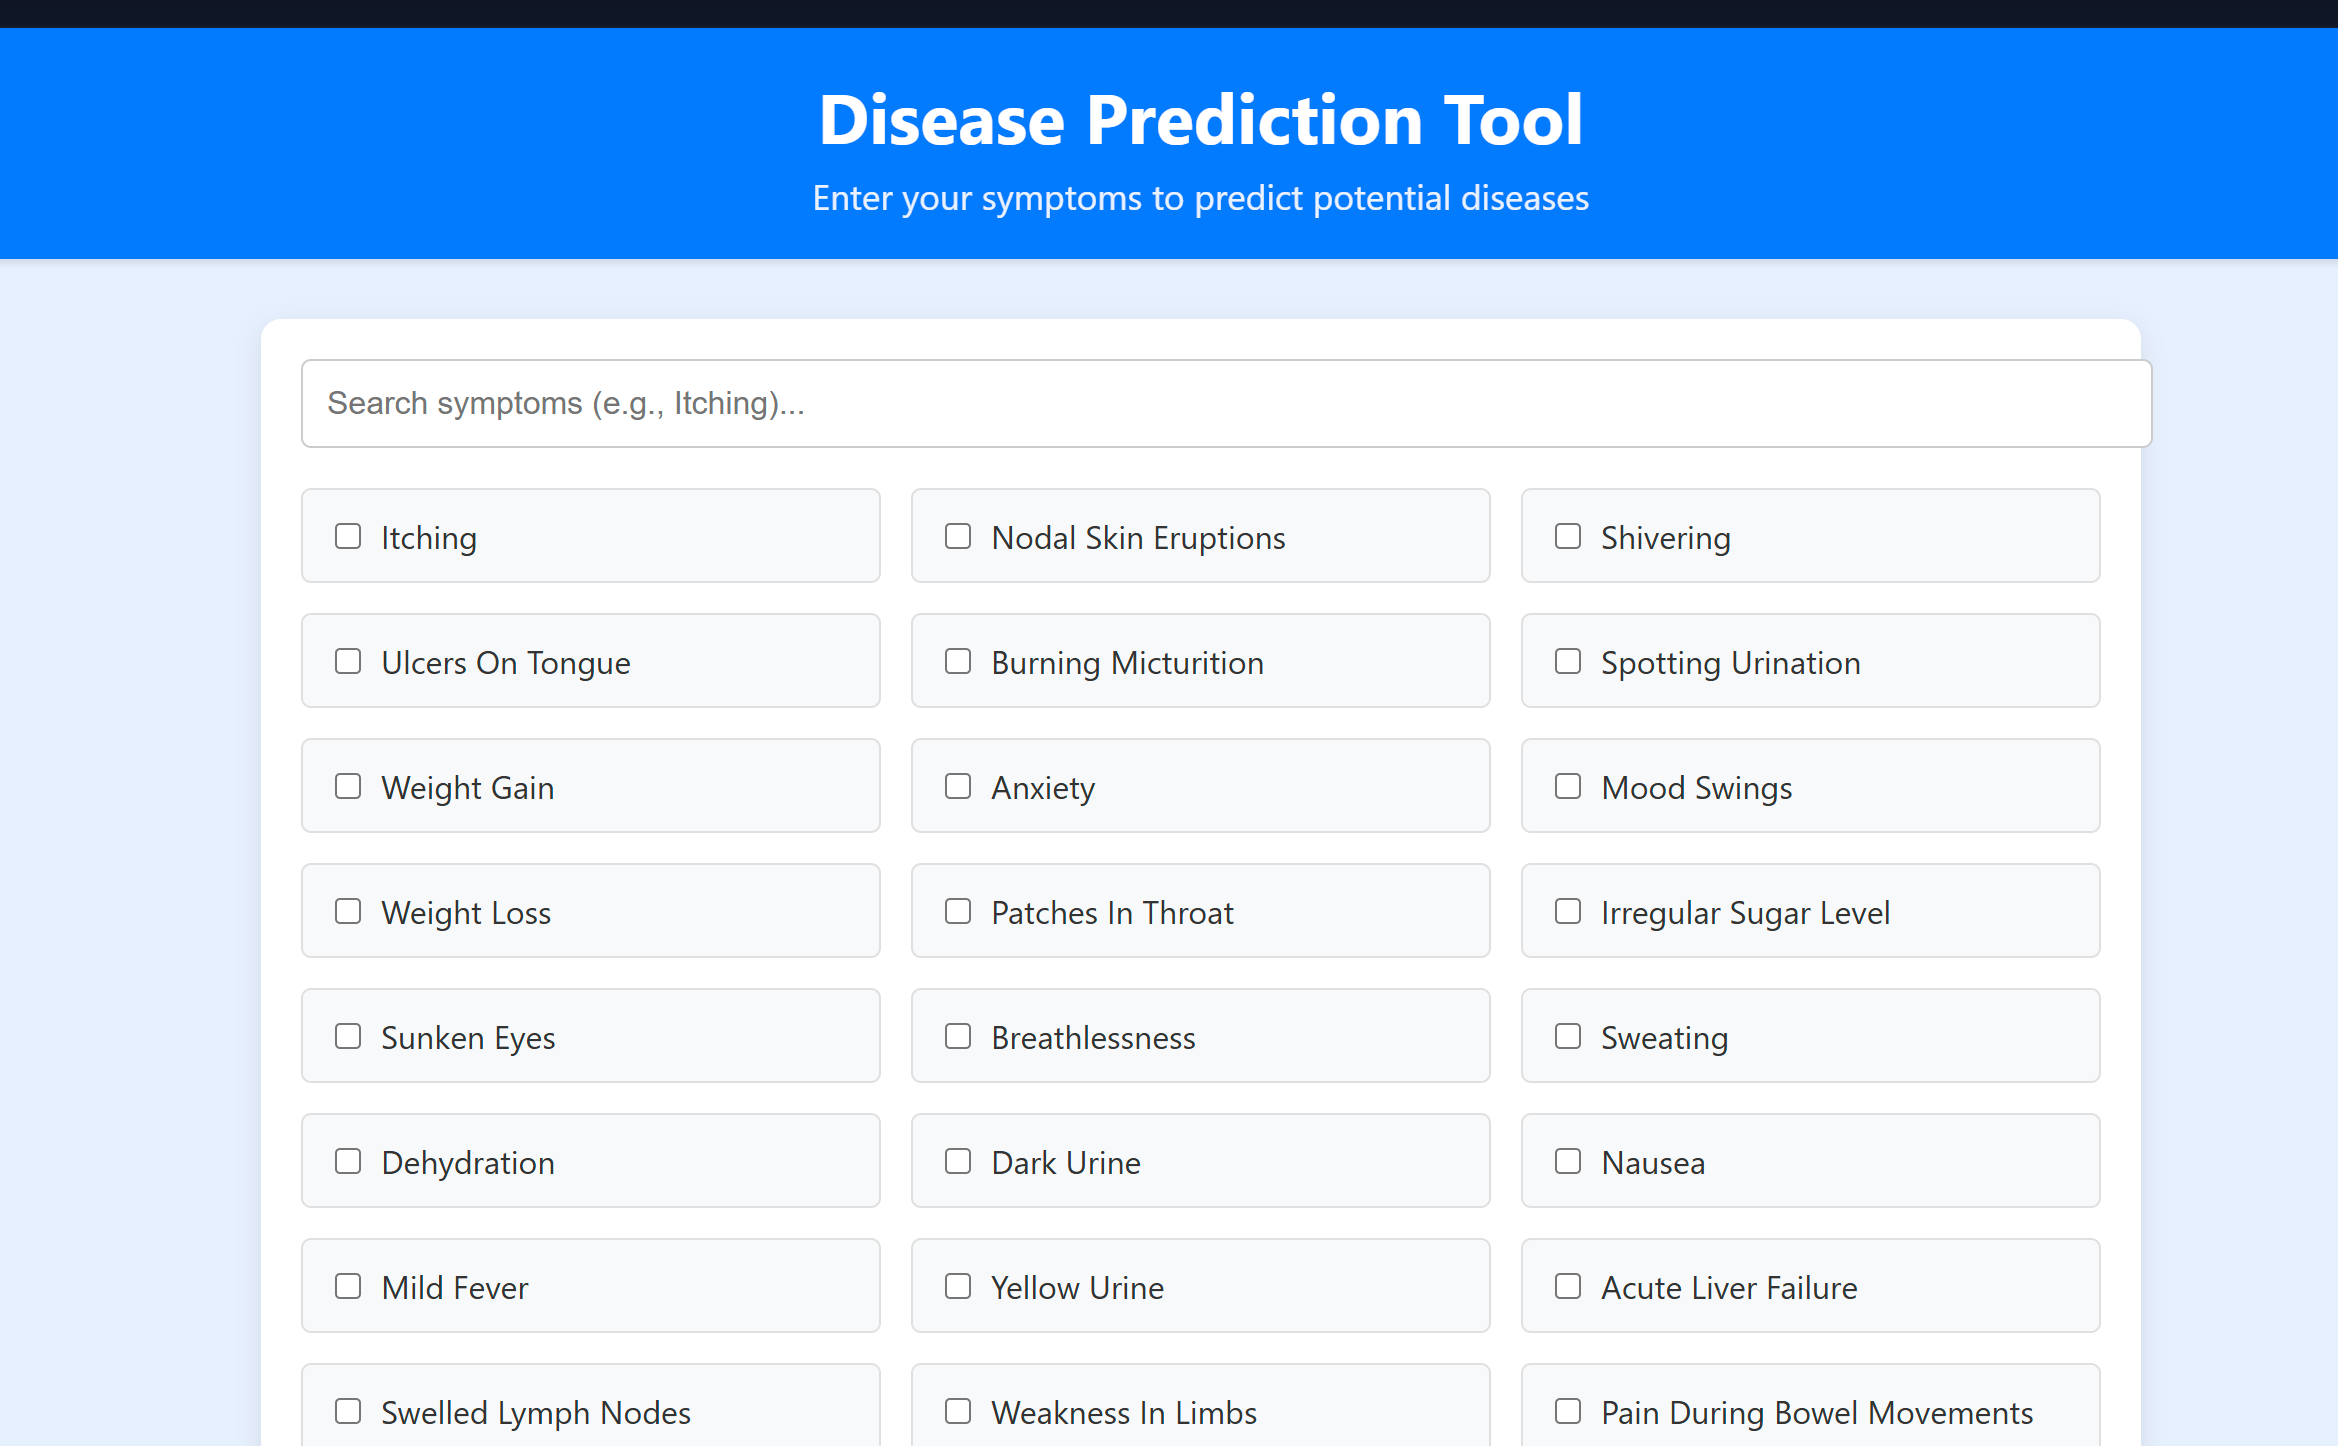 Disease Prediction Tool
Enter your symptoms to predict potential diseases
Search symptoms (e.g., Itching)...
Itching
Nodal Skin Eruptions
Shivering
Ulcers On Tongue
Burning Micturition
Spotting Urination
Weight Gain
Anxiety
Mood Swings
Weight Loss
Patches In Throat
Irregular Sugar Level
Sunken Eyes
Breathlessness
Sweating
Dehydration
Dark Urine
Nausea
Mild Fever
Yellow Urine
Acute Liver Failure
Swelled Lymph Nodes
Weakness In Limbs
Pain During Bowel Movements